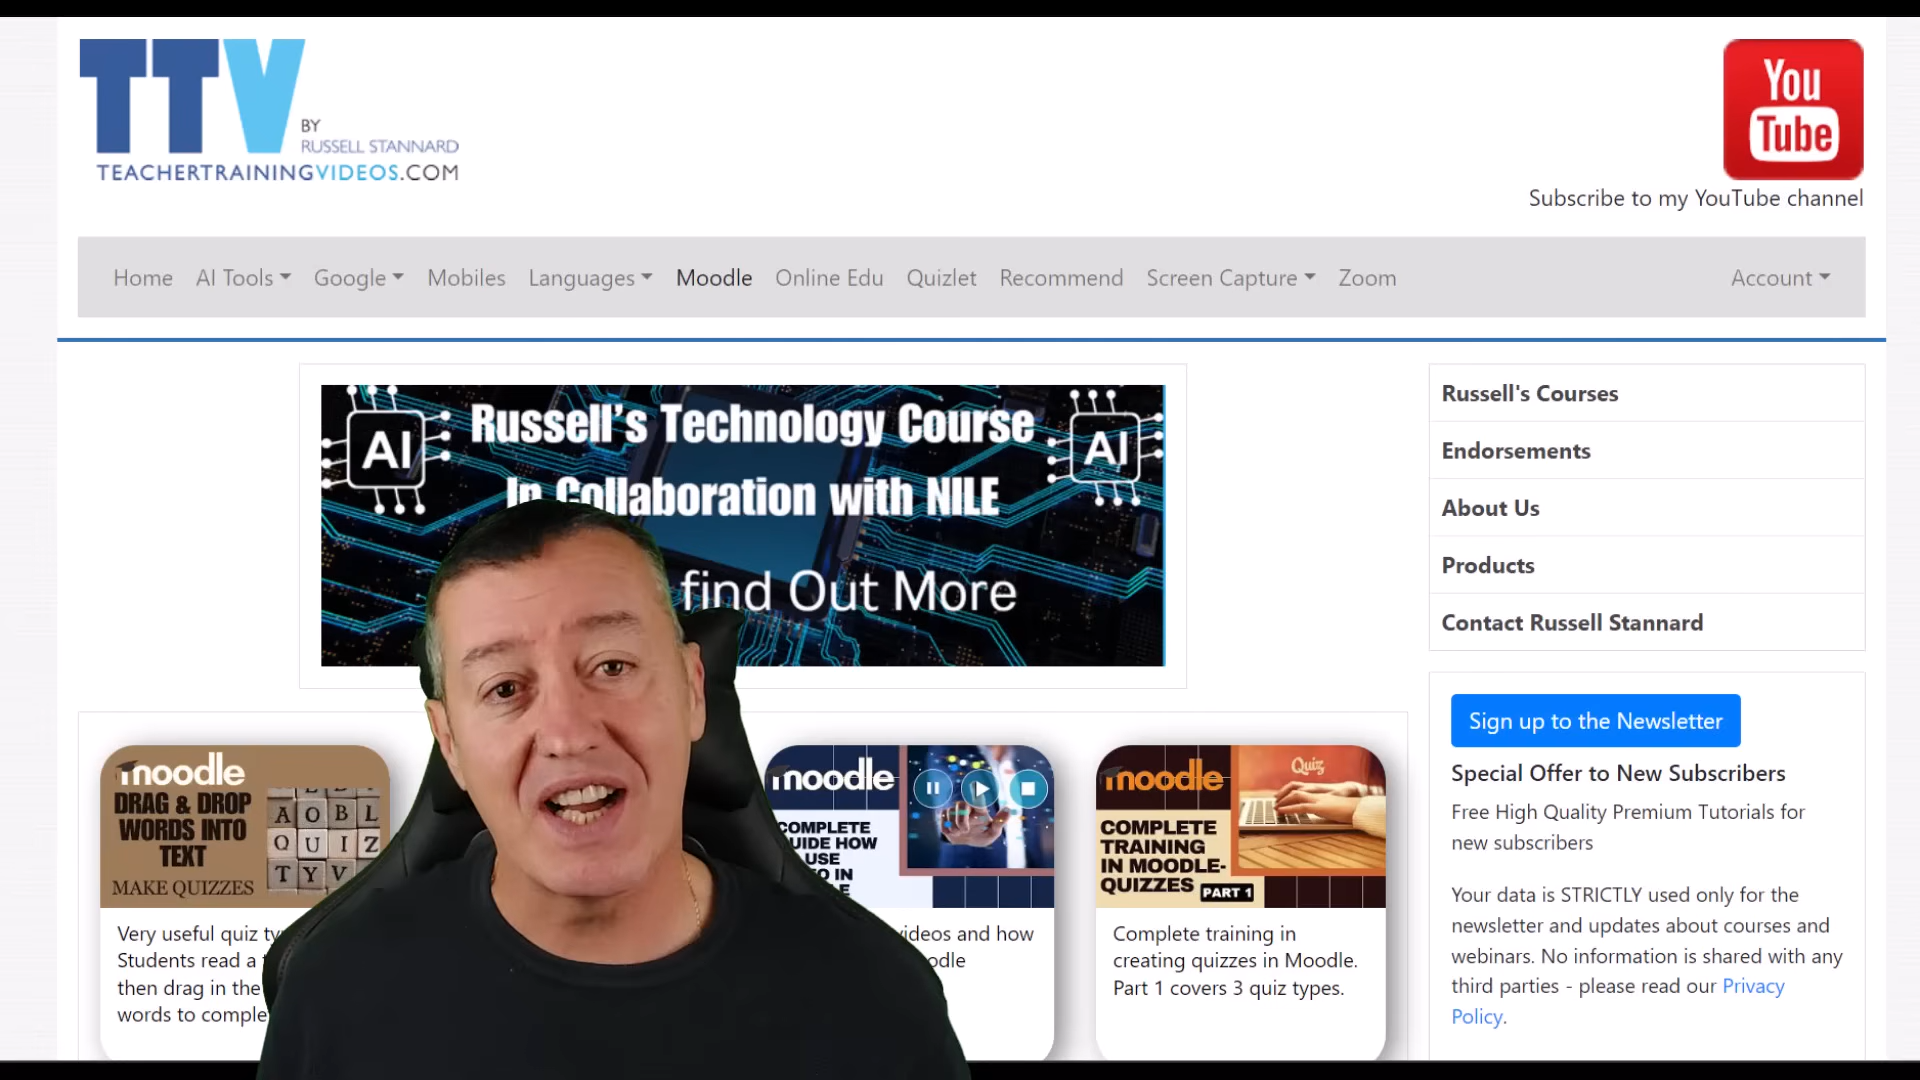 TTV
BY
RUSSELL STANNARD
TEACHERTRAININGVIDEOS.COM
You
Tube
Subscribe to my YouTube channel
Home AI Tools Google Mobiles Languages Moodle Online Edu Quizlet Recommend Screen Capture Zoom Account
AI Russell's Technology Course AI
In Collaboration with NILE
find Out More
Russell's Courses
Endorsements
About Us
Products
Contact Russell Stannard
Sign up to the Newsletter
Special Offer to New Subscribers
Free High Quality Premium Tutorials for
new subscribers
Your data is STRICTLY used only for the
newsletter and updates about courses and
webinars. No information is shared with any
third parties - please read our Privacy
Policy.
moodle
DRAG & DROP
WORDS INTO
TEXT
MAKE QUIZZES
Very useful quiz
Students read a
then drag in the
words to
moodle
COMPLETE
GUIDE HOW
USE
IN
videos and how
moodle
Quiz
COMPLETE
TRAINING
IN MOODLE-
QUIZZES PART 1
Complete training in
creating quizzes in Moodle.
Part 1 covers 3 quiz types.